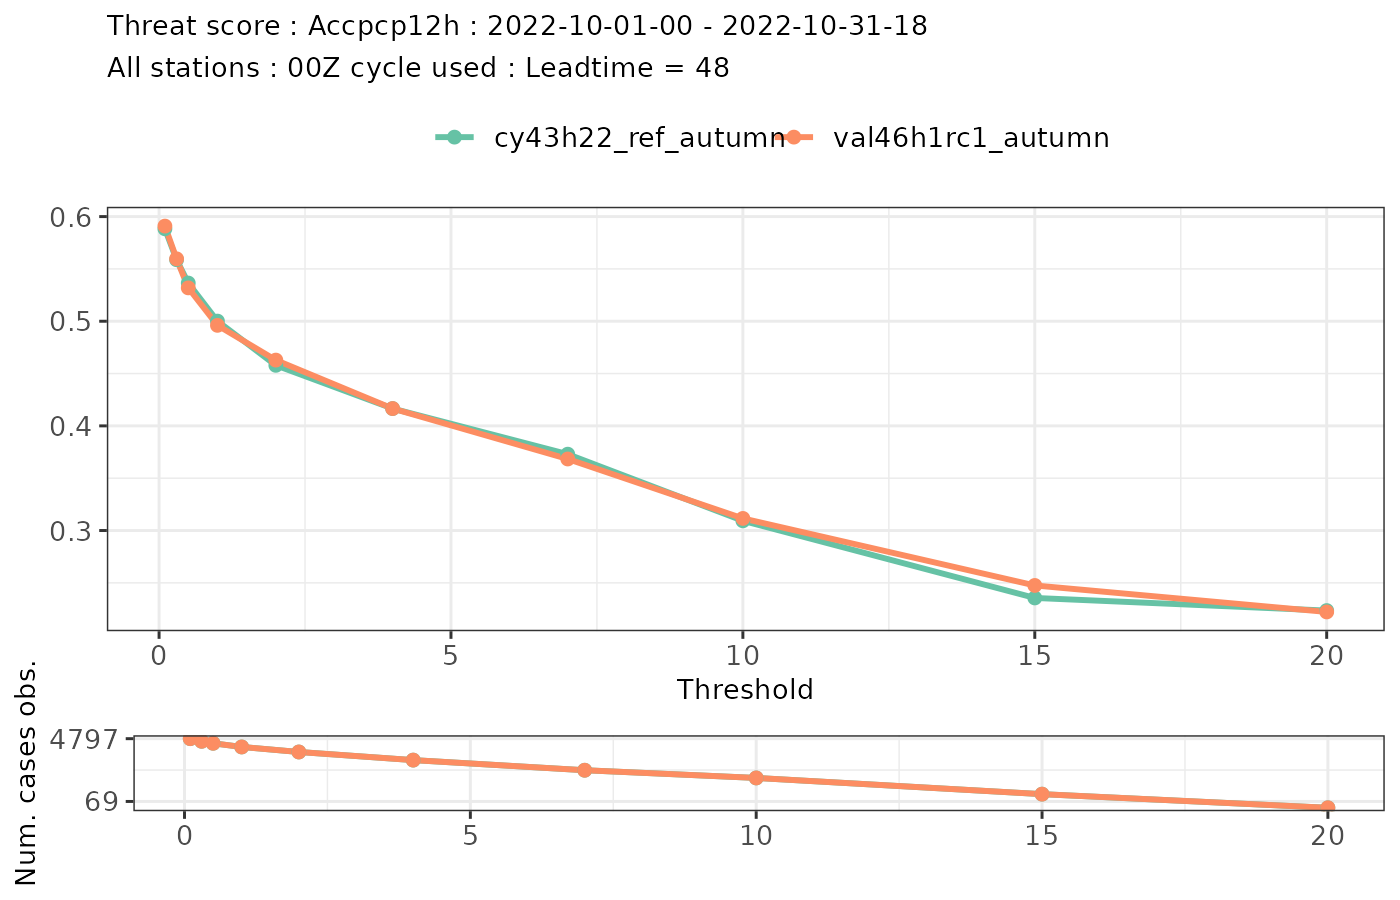 Threat score : Accpcp12h : 2022-10-01-00 - 2022-10-31-18
All stations : 00Z cycle used : Leadtime = 48
cy43h22_ref_autumn val46h1rc1_autumn
0.6
0.5
0.4
0.3
0 5 10 15 20
Threshold
Num. cases obs.
4797
69
0 5 10 15 20